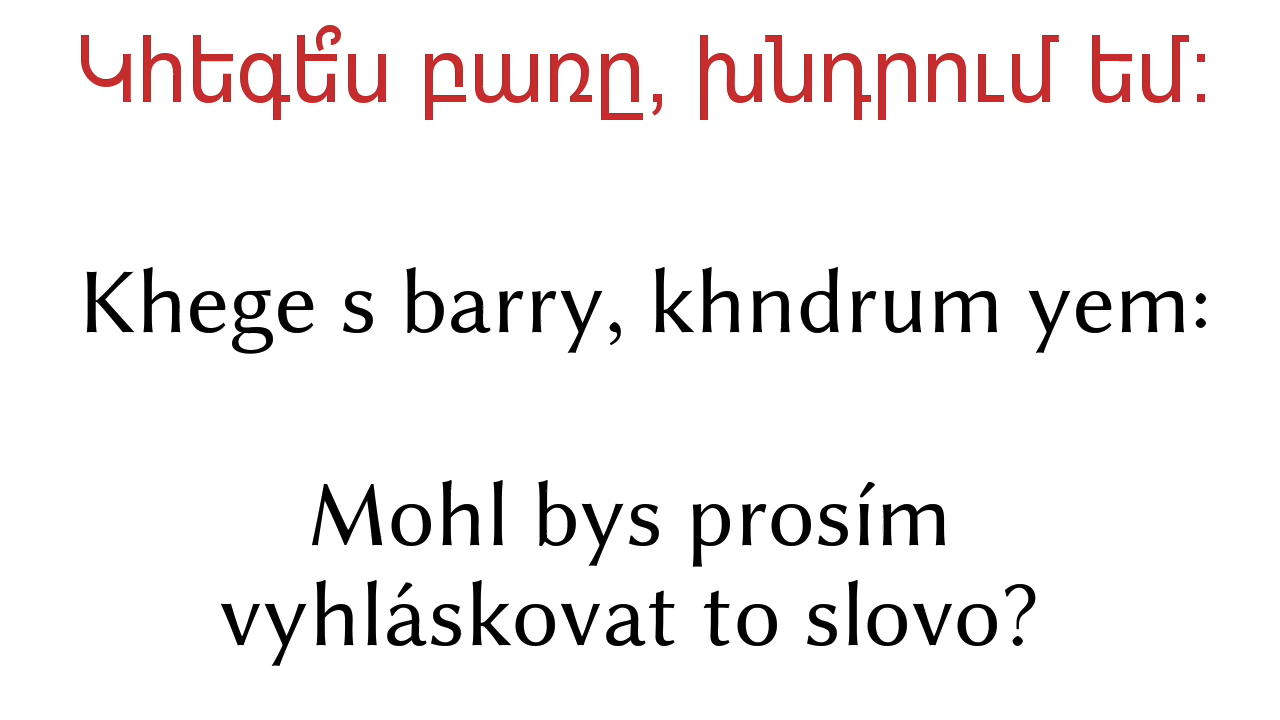 Կհեգե՞ս բառը, խնդրում եմ։
Khege s barry, khndrum yem։
Mohl bys prosím
vyhláskovat to slovo?